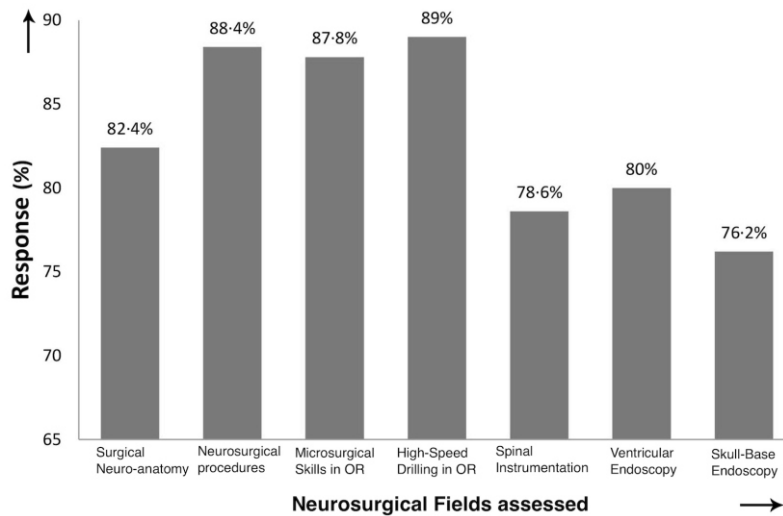 90
85
80
75
70
65
Response (%)
82·4%
88·4%
87·8%
89%
78·6%
80%
76·2%
Surgical
Neuro-anatomy
Neurosurgical
procedures
Microsurgical
Skills in OR
High-Speed
Drilling in OR
Spinal
Instrumentation
Ventricular
Endoscopy
Skull-Base
Endoscopy
Neurosurgical Fields assessed